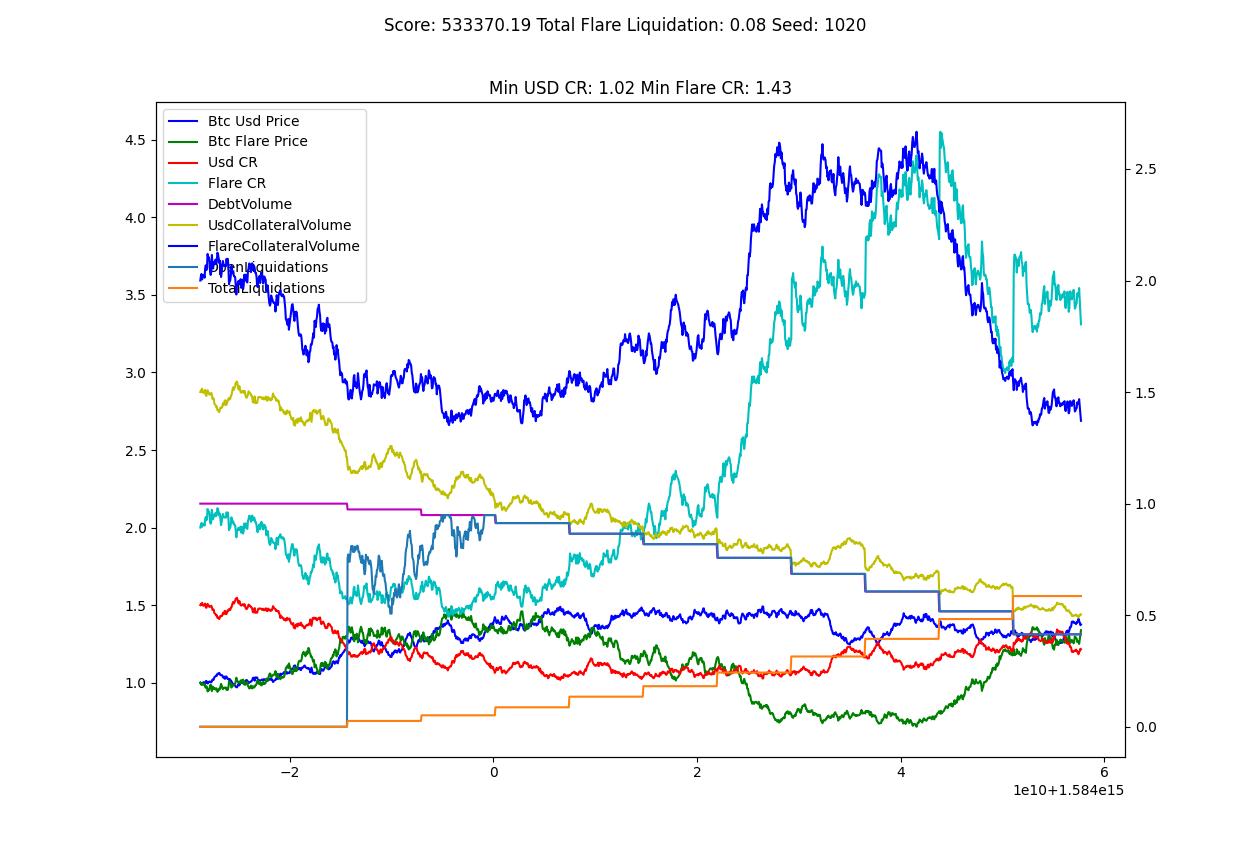 Score: 533370.19 Total Flare Liquidation: 0.08 Seed: 1020
Min USD CR: 1.02 Min Flare CR: 1.43
Btc Usd Price
Btc Flare Price
Usd CR
Flare CR
DebtVolume
UsdCollateralVolume
FlareCollateralVolume
OpenLiquidations
TotalLiquidations
4.5
4.0
3.5
3.0
2.5
2.0
1.5
1.0
2.5
2.0
1.5
1.0
0.5
0.0
−2 0 2 4 6
1e10+1.584e15